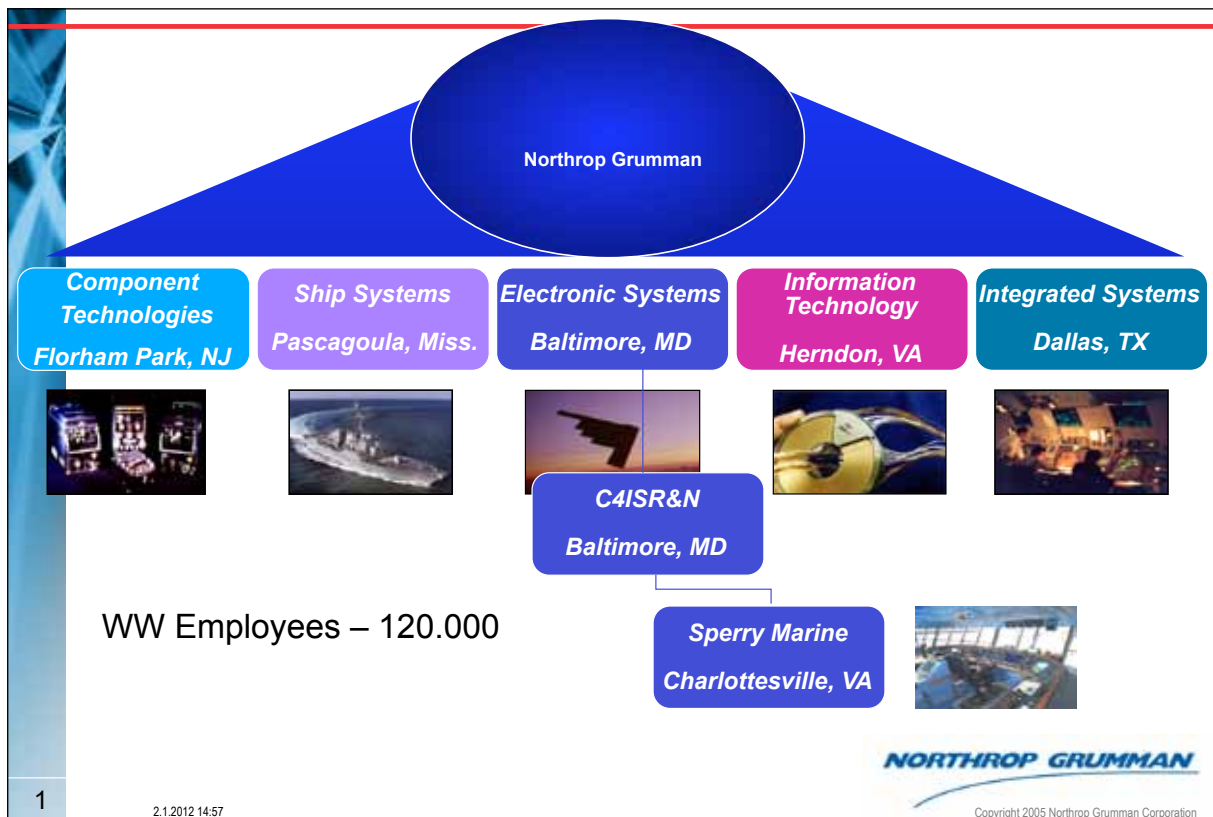 Northrop Grumman
Component
Technologies
Florham Park, NJ
Ship Systems
Pascagoula, Miss.
Electronic Systems
Baltimore, MD
Information
Technology
Herndon, VA
Integrated Systems
Dallas, TX
C4ISR&N
Baltimore, MD
WW Employees – 120.000
Sperry Marine
Charlottesville, VA
NORTHROP GRUMMAN
1
2.1.2012 14:57
Copyright 2005 Northrop Grumman Corporation